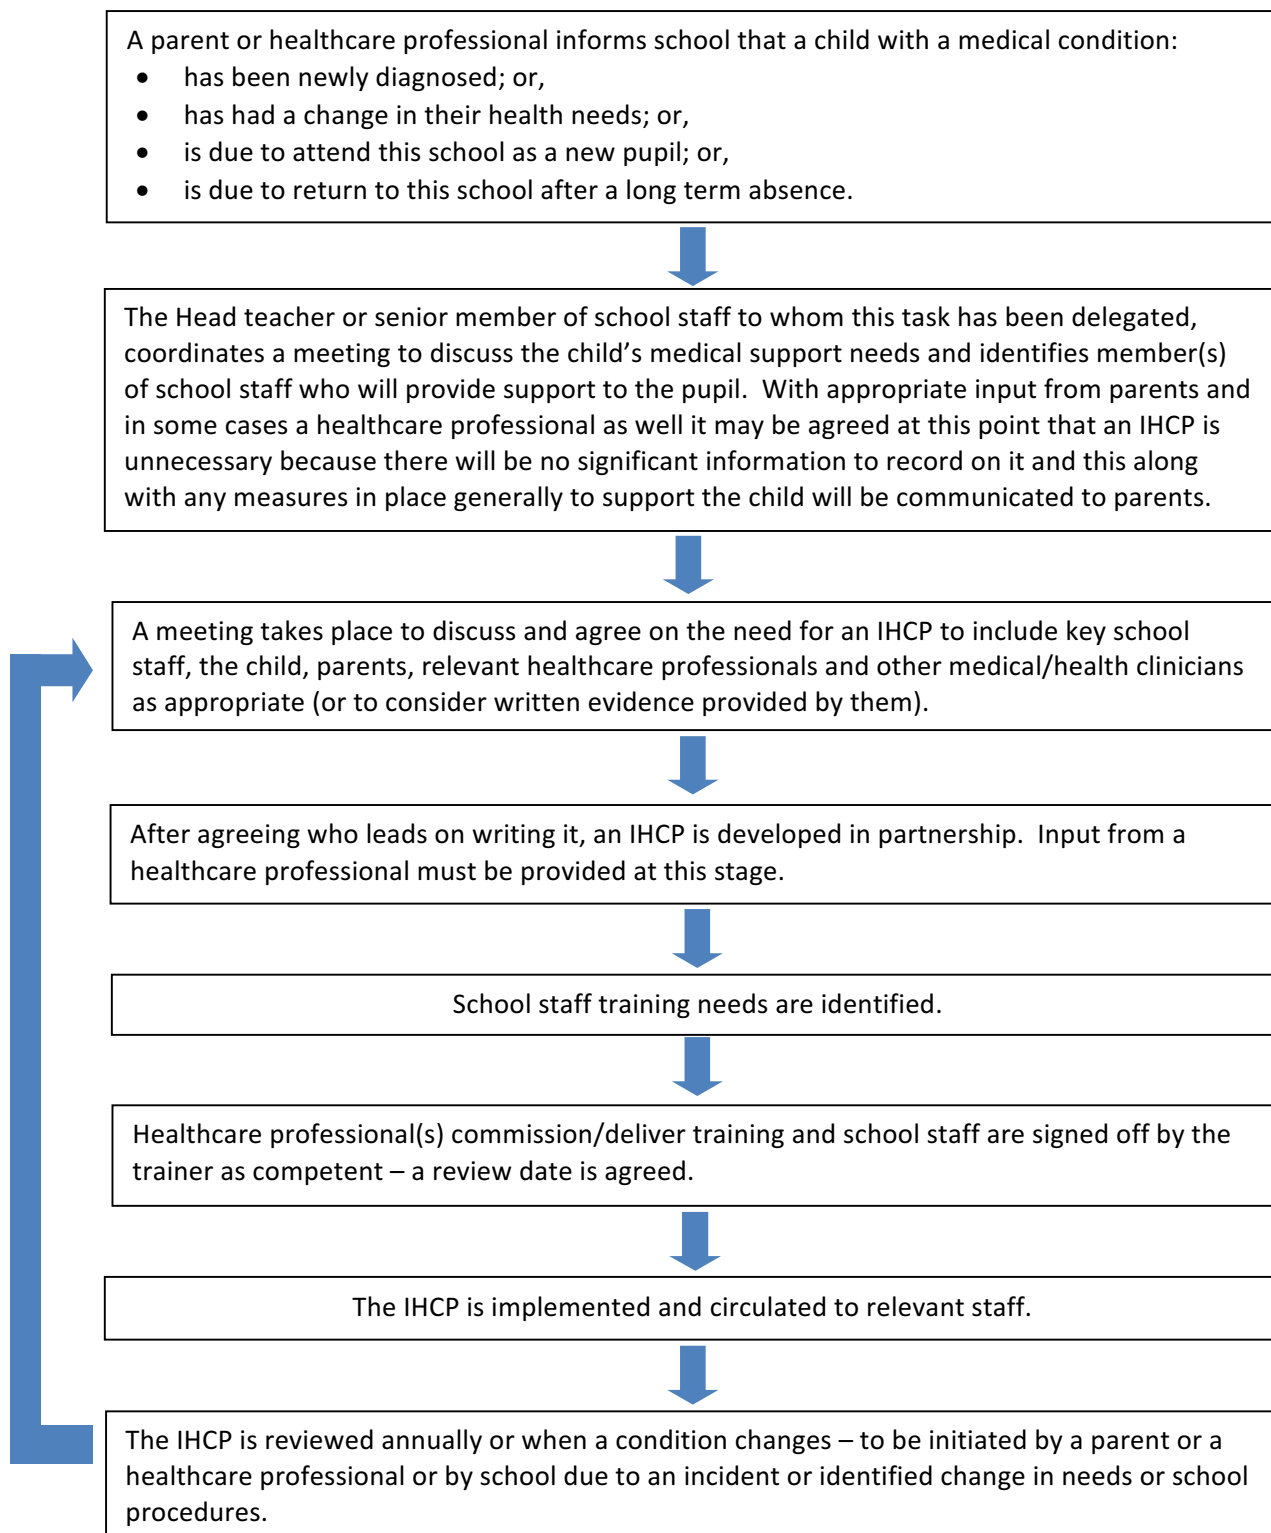 A parent or healthcare professional informs school that a child with a medical condition:
• has been newly diagnosed; or,
• has had a change in their health needs; or,
• is due to attend this school as a new pupil; or,
• is due to return to this school after a long term absence.
The Head teacher or senior member of school staff to whom this task has been delegated,
coordinates a meeting to discuss the child’s medical support needs and identifies member(s)
of school staff who will provide support to the pupil.  With appropriate input from parents and
in some cases a healthcare professional as well it may be agreed at this point that an IHCP is
unnecessary because there will be no significant information to record on it and this along
with any measures in place generally to support the child will be communicated to parents.
A meeting takes place to discuss and agree on the need for an IHCP to include key school
staff, the child, parents, relevant healthcare professionals and other medical/health clinicians
as appropriate (or to consider written evidence provided by them).
After agreeing who leads on writing it, an IHCP is developed in partnership.  Input from a
healthcare professional must be provided at this stage.
School staff training needs are identified.
Healthcare professional(s) commission/deliver training and school staff are signed off by the
trainer as competent – a review date is agreed.
The IHCP is implemented and circulated to relevant staff.
The IHCP is reviewed annually or when a condition changes – to be initiated by a parent or a
healthcare professional or by school due to an incident or identified change in needs or school
procedures.